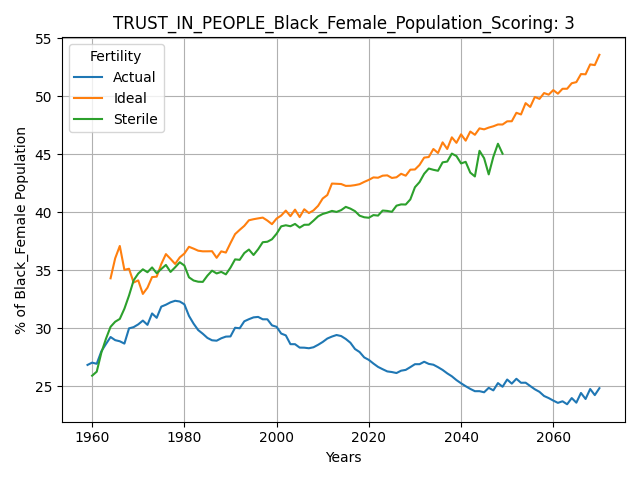 TRUST_IN_PEOPLE_Black_Female_Population_Scoring: 3
Fertility
Actual
Ideal
Sterile
% of Black_Female Population
55
50
45
40
35
30
25
1960 1980 2000 2020 2040 2060
Years